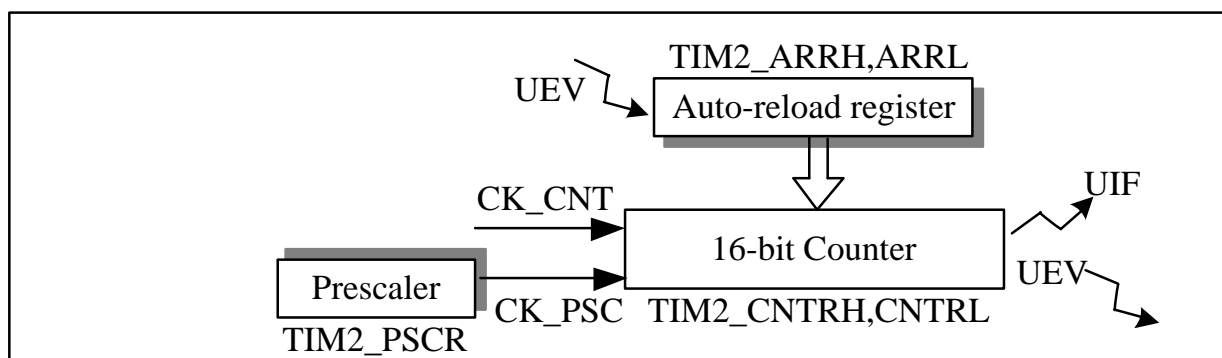 TIM2_ARRH,ARRL
UEV
Auto-reload register
CK_CNT
UIF
16-bit Counter
UEV
Prescaler
CK_PSC
TIM2_CNTRH,CNTRL
TIM2_PSCR